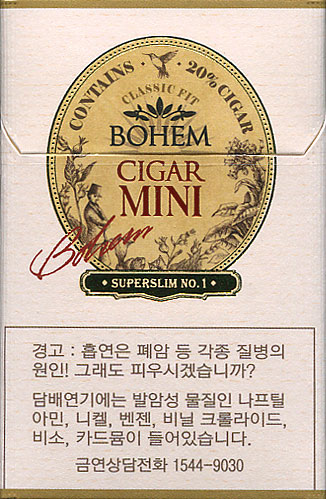 CONTAINS 20% CIGAR
CLASSIC FIT
BOHEM
CIGAR
MINI
Bohem
SUPERSLIM NO.1
경고 : 흡연은 폐암 등 각종 질병의
원인! 그래도 피우시겠습니까?
담배연기에는 발암성 물질인 나프틸
아민, 니켈, 벤젠, 비닐 크롤라이드,
비소, 카드뮴이 들어있습니다.
금연상담전화 1544-9030